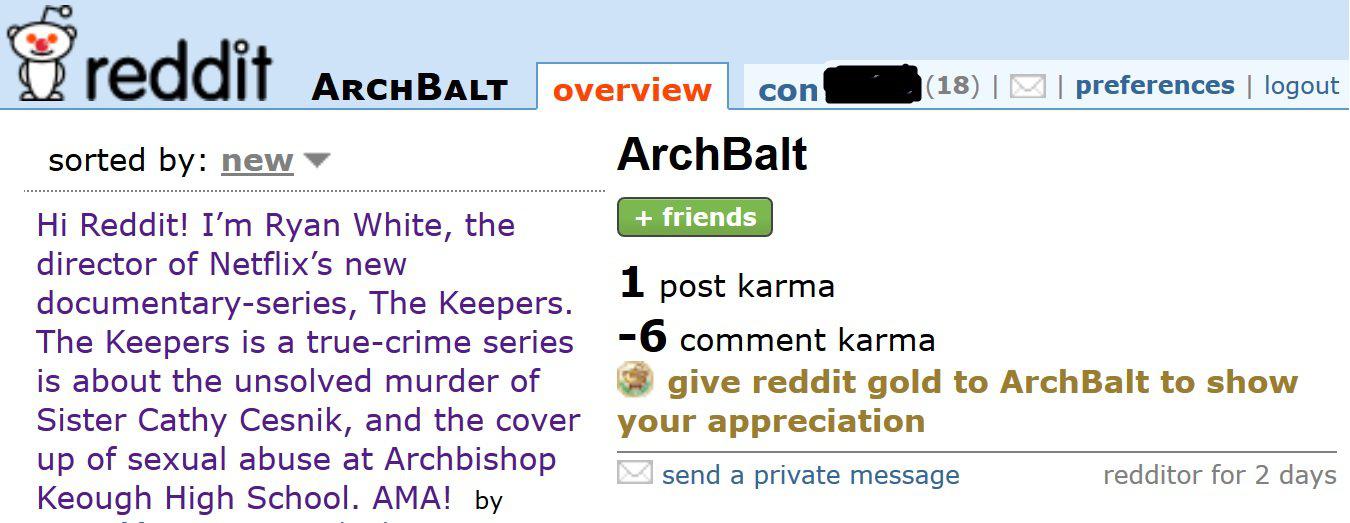 reddit ARCHBALT overview con (18) | | preferences | logout
sorted by: new
Hi Reddit! I’m Ryan White, the
director of Netflix’s new
documentary-series, The Keepers.
The Keepers is a true-crime series
is about the unsolved murder of
Sister Cathy Cesnik, and the cover
up of sexual abuse at Archbishop
Keough High School. AMA! by
ArchBalt
+ friends
1 post karma
-6 comment karma
give reddit gold to ArchBalt to show
your appreciation
send a private message redditor for 2 days